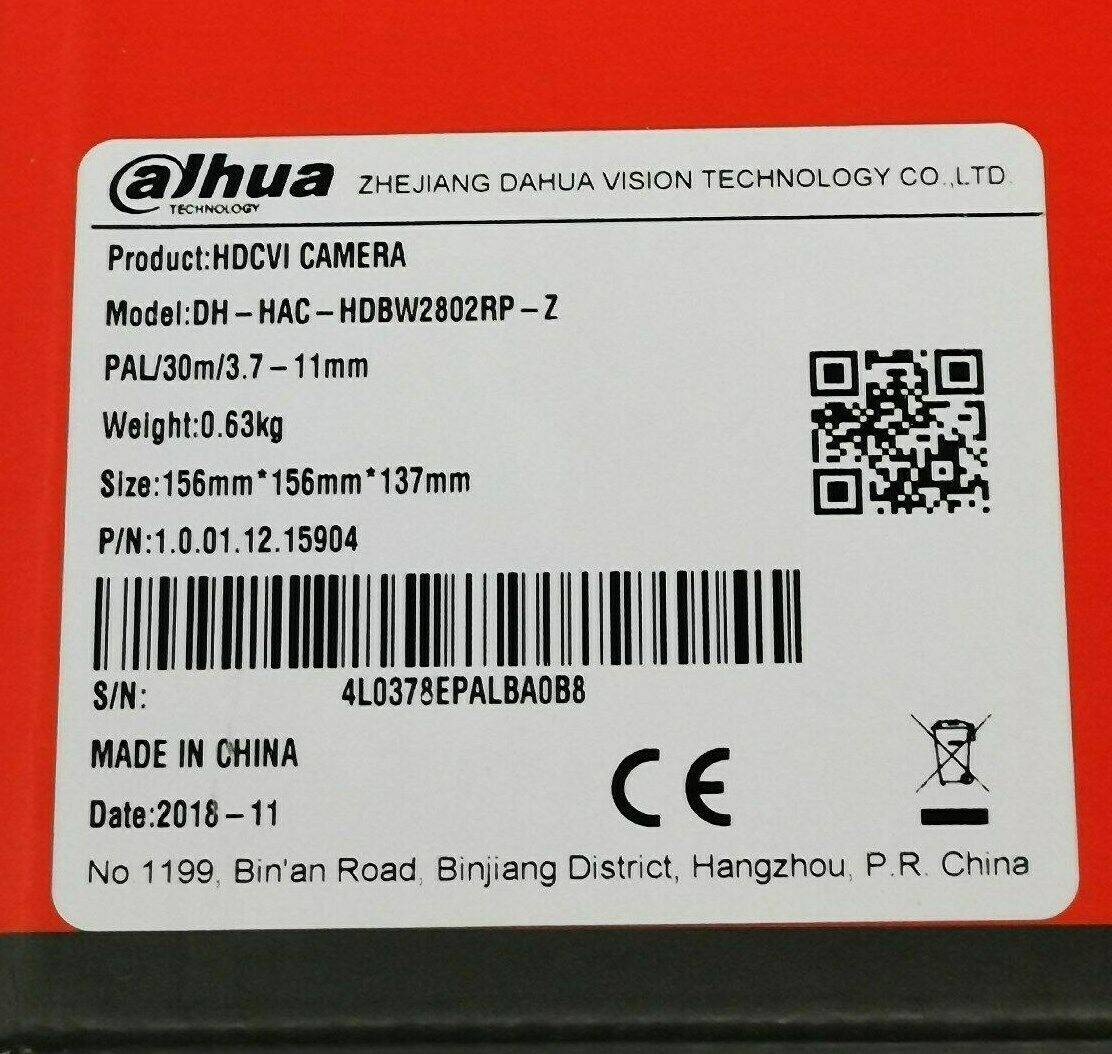 alhua ZHEJIANG DAHUA VISION TECHNOLOGY CO.,LTD.
TECHNOLOGY
Product:HDCVI CAMERA
Model:DH-HAC-HDBW2802RP-Z
PAL/30m/3.7-11mm
Weight:0.63kg
Size:156mm*156mm*137mm
P/N:1.0.01.12.15904
S/N: 4L0378EPALBA0B8
MADE IN CHINA
CE
Date:2018-11
No 1199, Bin'an Road, Binjiang District, Hangzhou, P.R. China